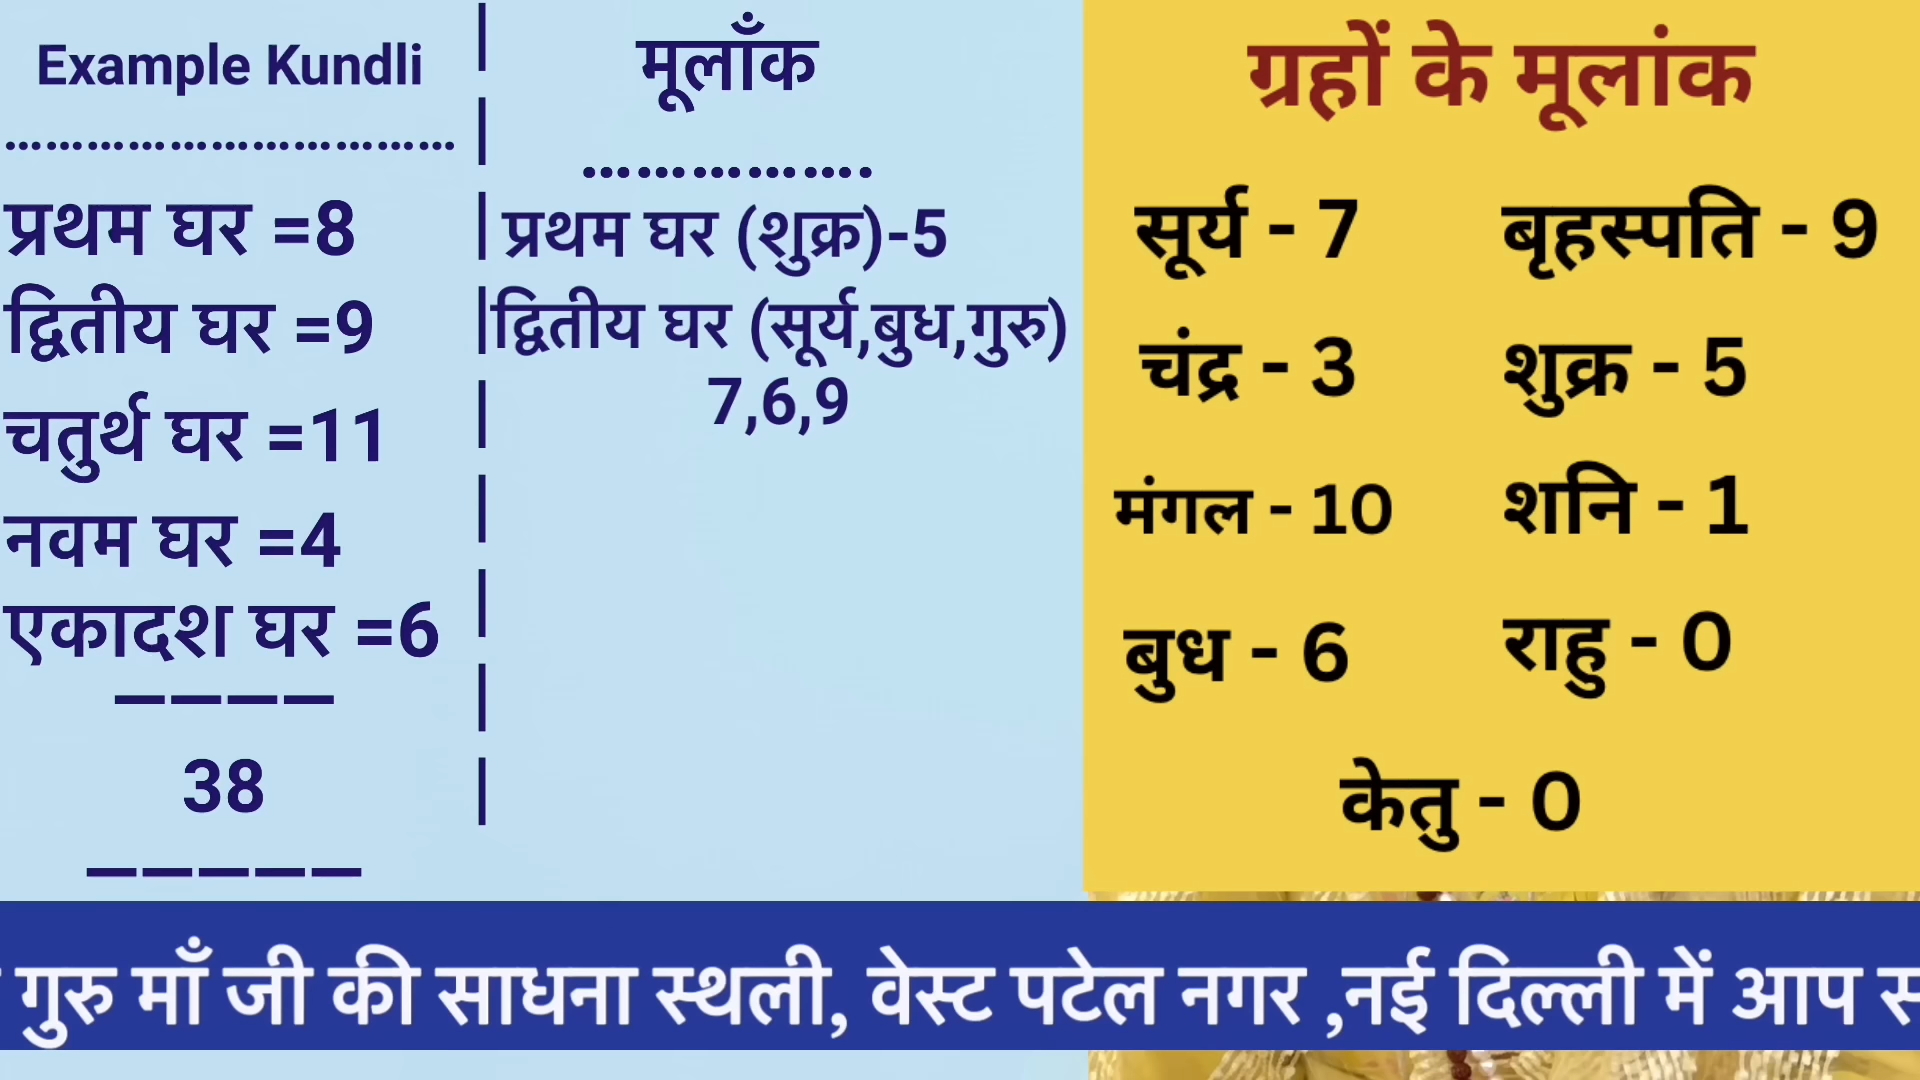 Example Kundli
प्रथम घर =8
द्वितीय घर =9
चतुर्थ घर =11
नवम घर =4
एकादश घर =6
38
मूलाँक
प्रथम घर (शुक्र)-5
द्वितीय घर (सूर्य,बुध,गुरु)
7,6,9
ग्रहों के मूलांक
सूर्य - 7
बृहस्पति - 9
चंद्र - 3
शुक्र - 5
मंगल - 10
शनि - 1
बुध - 6
राहु - 0
केतु - 0
गुरु माँ जी की साधना स्थली, वेस्ट पटेल नगर ,नई दिल्ली में आप